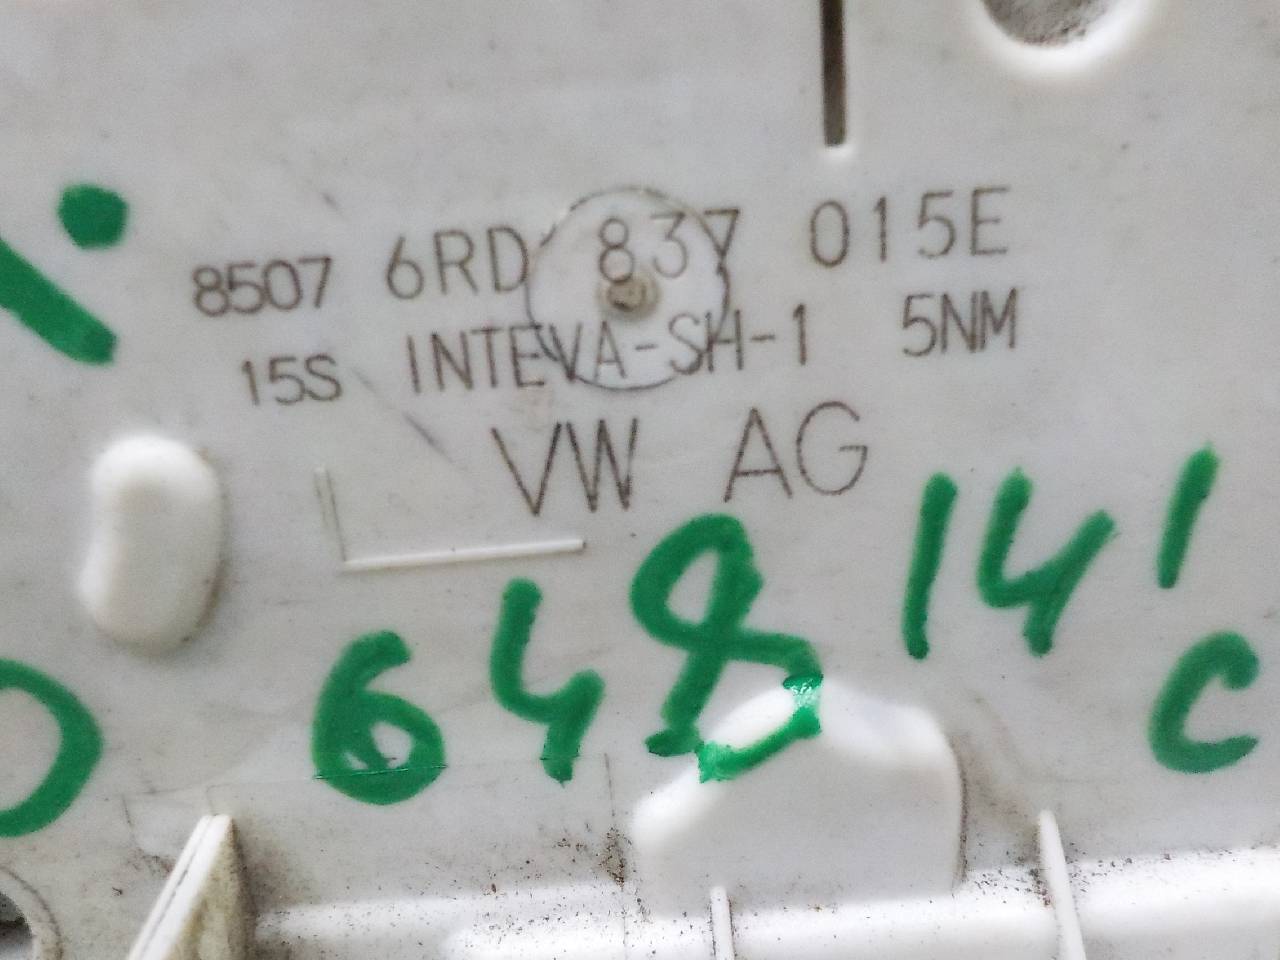 8507 6RD 837 015E
15S INTEVA-SH-1 5NM
VW AG
648 141
C